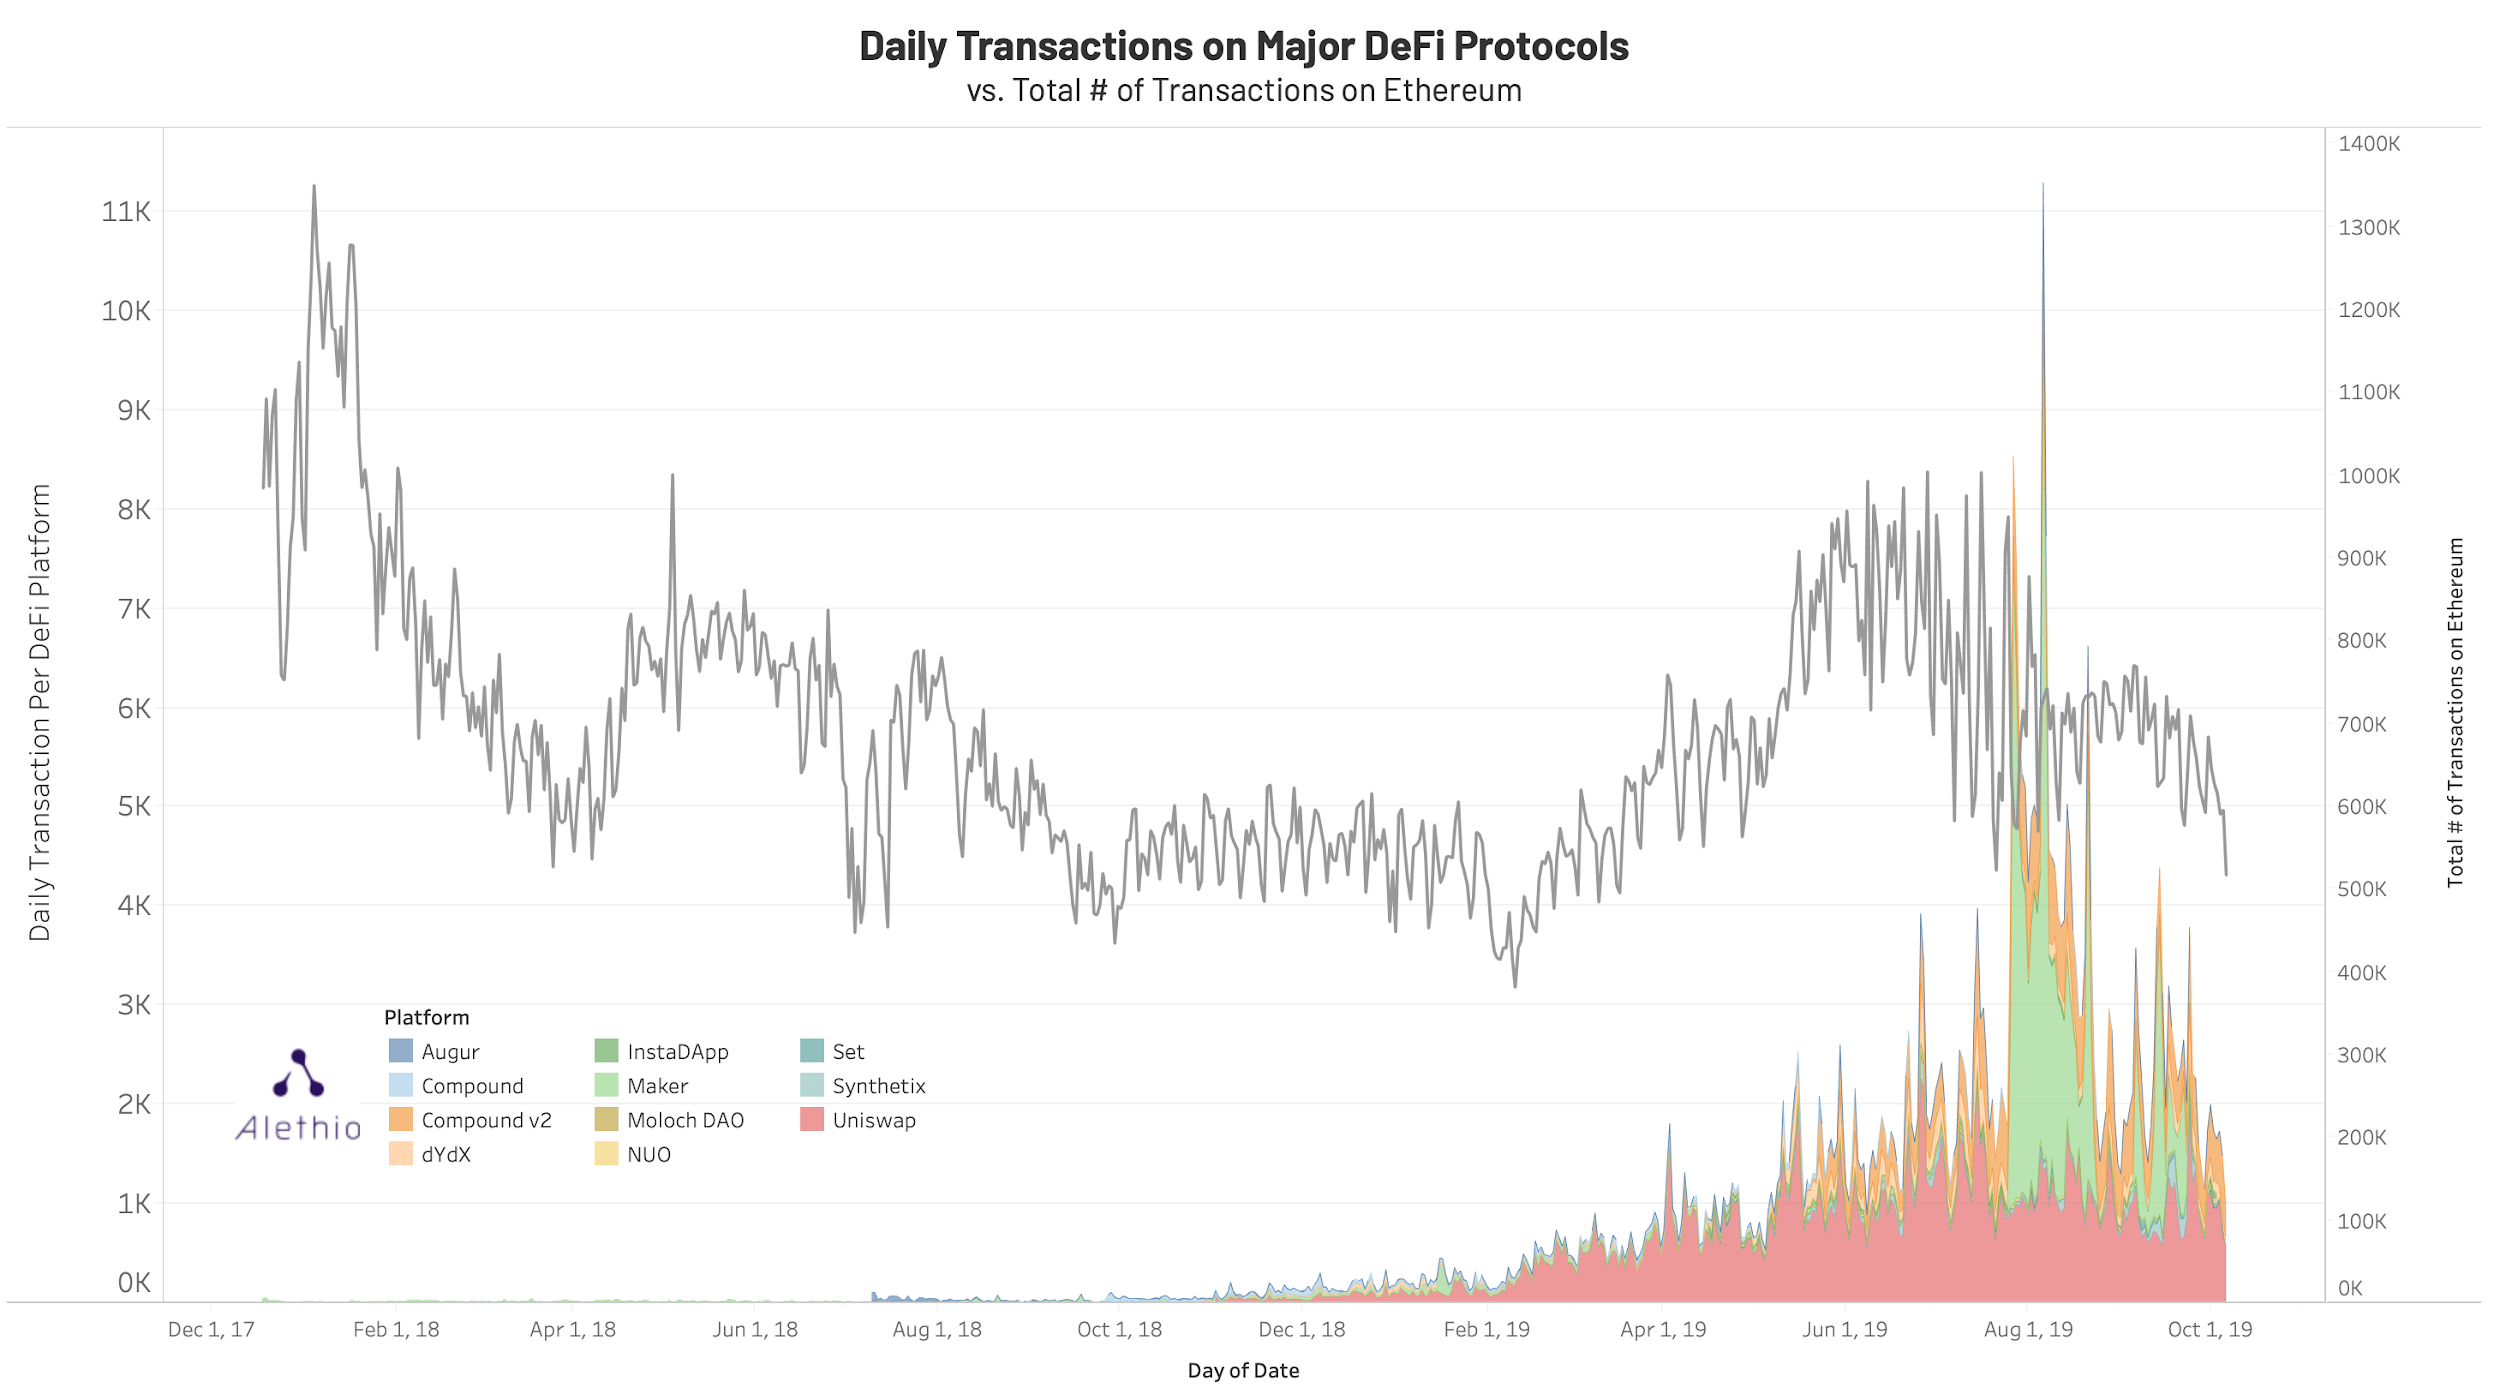 Daily Transactions on Major DeFi Protocols
vs. Total # of Transactions on Ethereum
Daily Transaction Per DeFi Platform
11K
10K
9K
8K
7K
6K
5K
4K
3K
2K
1K
0K
Platform
Augur
Compound
Compound v2
dYdX
InstaDApp
Maker
Moloch DAO
NUO
Set
Synthetix
Uniswap
Alethio
1400K
1300K
1200K
1100K
1000K
900K
800K
700K
600K
500K
400K
300K
200K
100K
0K
Total # of Transactions on Ethereum
Dec 1, 17
Feb 1, 18
Apr 1, 18
Jun 1, 18
Aug 1, 18
Oct 1, 18
Dec 1, 18
Feb 1, 19
Apr 1, 19
Jun 1, 19
Aug 1, 19
Oct 1, 19
Day of Date